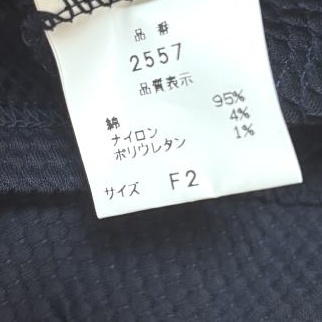 品番
2557
品質表示
綿 95%
ナイロン 4%
ポリウレタン 1%
サイズ F2